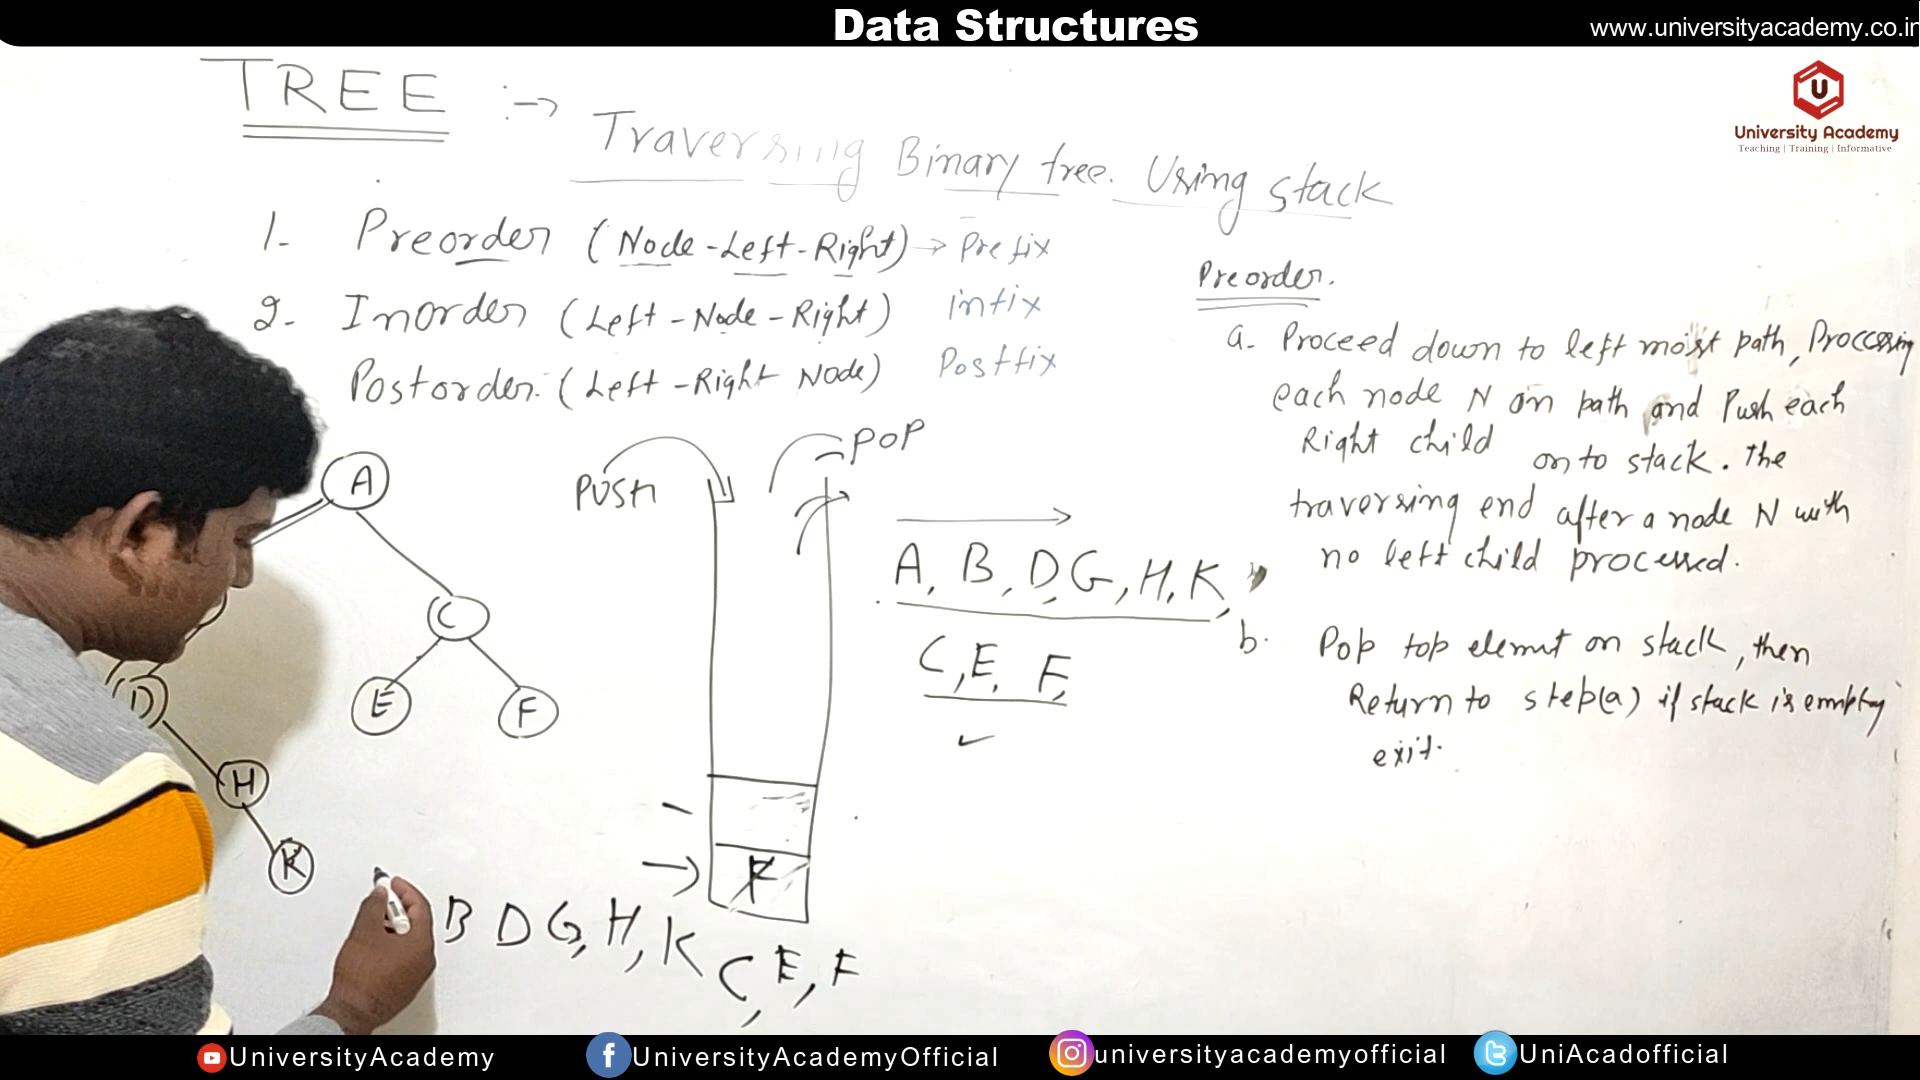 Data Structures
www.universityacademy.co.in
U
University Academy
Teaching | Training | Informative
TREE :->
Traversing Binary tree. Using stack
1- Preorder (Node-Left-Right) -> Prefix
2- Inorder (Left-Node-Right) infix
Postorder. (Left-Right Node) Postfix
Preorder.
a. Proceed down to left most path, Proccessing
each node N on path and Push each
Right child on to stack. The
traversing end after a node N with
no left child processed.
b. Pop top elemnt on stack, then
Return to step(a) if stack is empty
exit.
PUSH
POP
A
C
E
F
D
H
K
F
A, B, D, G, H, K,
C, E, F,
B D G, H, K C, E, F
UniversityAcademy
UniversityAcademyOfficial
universityacademyofficial
UniAcadofficial